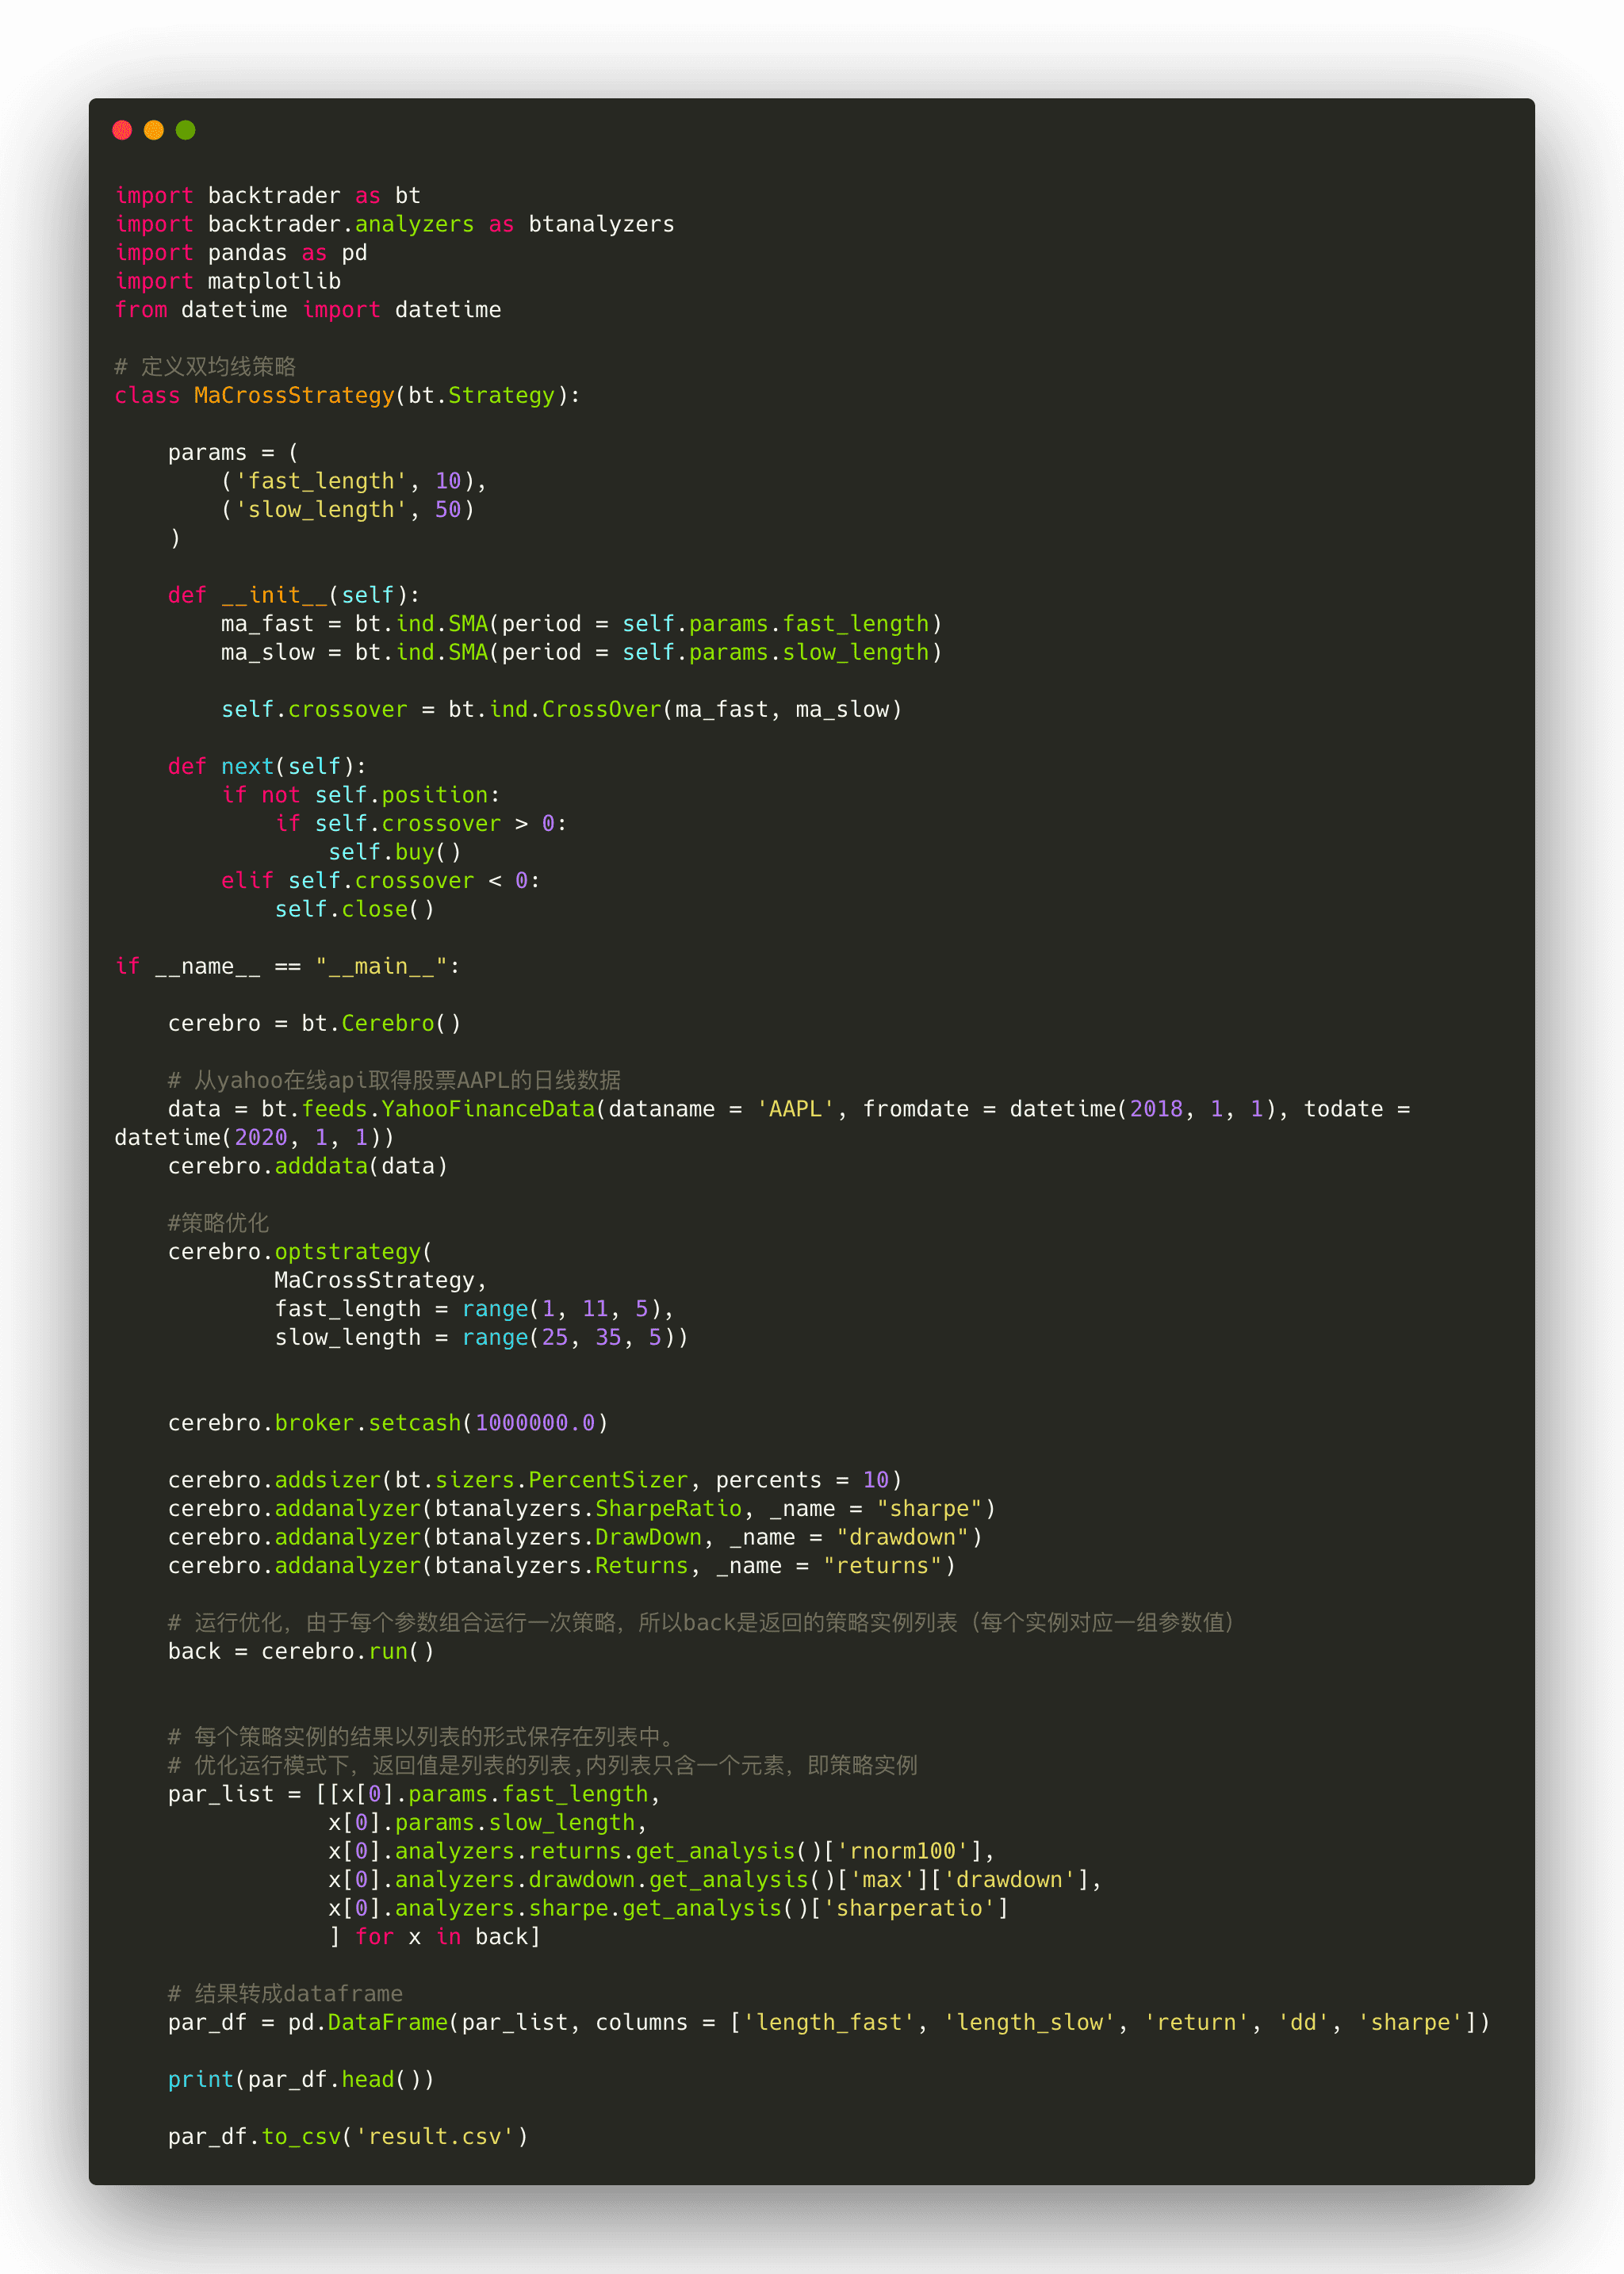 import backtrader as bt
import backtrader.analyzers as btanalyzers
import pandas as pd
import matplotlib
from datetime import datetime

# 定义双均线策略
class MaCrossStrategy(bt.Strategy):

    params = (
        ('fast_length', 10),
        ('slow_length', 50)
    )

    def __init__(self):
        ma_fast = bt.ind.SMA(period = self.params.fast_length)
        ma_slow = bt.ind.SMA(period = self.params.slow_length)

        self.crossover = bt.ind.CrossOver(ma_fast, ma_slow)

    def next(self):
        if not self.position:
            if self.crossover > 0:
                self.buy()
        elif self.crossover < 0:
            self.close()

if __name__ == "__main__":

    cerebro = bt.Cerebro()

    # 从yahoo在线api取得股票AAPL的日线数据
    data = bt.feeds.YahooFinanceData(dataname = 'AAPL', fromdate = datetime(2018, 1, 1), todate =
datetime(2020, 1, 1))
    cerebro.adddata(data)

    #策略优化
    cerebro.optstrategy(
            MaCrossStrategy,
            fast_length = range(1, 11, 5),
            slow_length = range(25, 35, 5))


    cerebro.broker.setcash(1000000.0)

    cerebro.addsizer(bt.sizers.PercentSizer, percents = 10)
    cerebro.addanalyzer(btanalyzers.SharpeRatio, _name = "sharpe")
    cerebro.addanalyzer(btanalyzers.DrawDown, _name = "drawdown")
    cerebro.addanalyzer(btanalyzers.Returns, _name = "returns")

    # 运行优化，由于每个参数组合运行一次策略，所以back是返回的策略实例列表（每个实例对应一组参数值）
    back = cerebro.run()


    # 每个策略实例的结果以列表的形式保存在列表中。
    # 优化运行模式下，返回值是列表的列表,内列表只含一个元素，即策略实例
    par_list = [[x[0].params.fast_length,
                x[0].params.slow_length,
                x[0].analyzers.returns.get_analysis()['rnorm100'],
                x[0].analyzers.drawdown.get_analysis()['max']['drawdown'],
                x[0].analyzers.sharpe.get_analysis()['sharperatio']
                ] for x in back]

    # 结果转成dataframe
    par_df = pd.DataFrame(par_list, columns = ['length_fast', 'length_slow', 'return', 'dd', 'sharpe'])

    print(par_df.head())

    par_df.to_csv('result.csv')